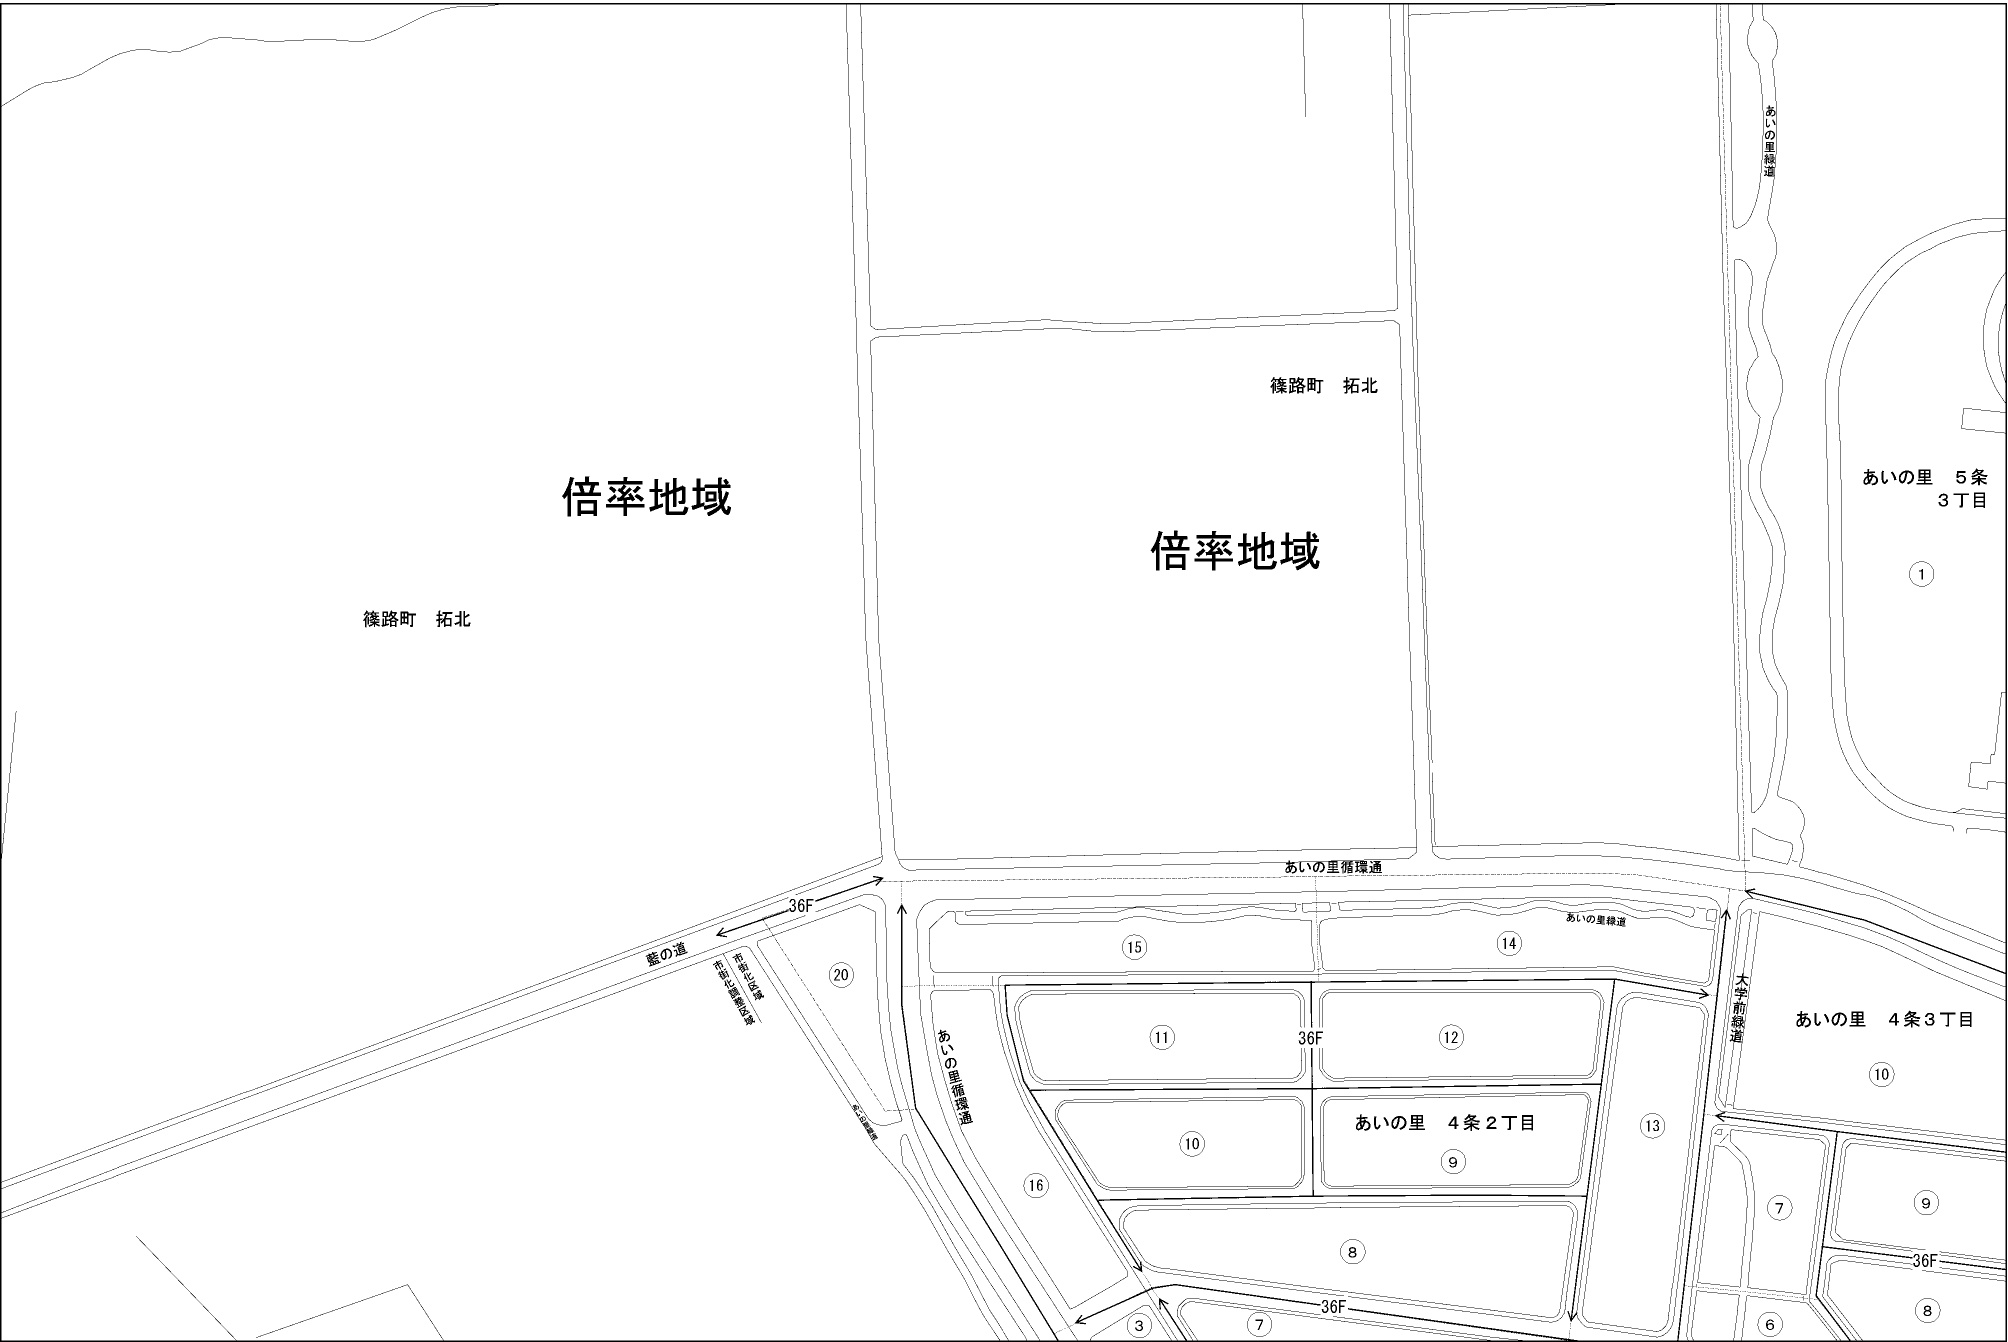 あいの里緑道
篠路町　拓北
あいの里　５条
３丁目
倍率地域
倍率地域
①
篠路町　拓北
あいの里循環通
36F
藍の道
市街化区域
市街化調整区域
⑳
⑮
⑭
あいの里緑道
大学前緑道
あいの里　４条３丁目
⑩
あいの里循環通
⑪
36F
⑫
⑩
あいの里　４条２丁目
⑨
⑬
⑯
⑧
⑦
⑨
36F
36F
③
⑦
⑥
⑧